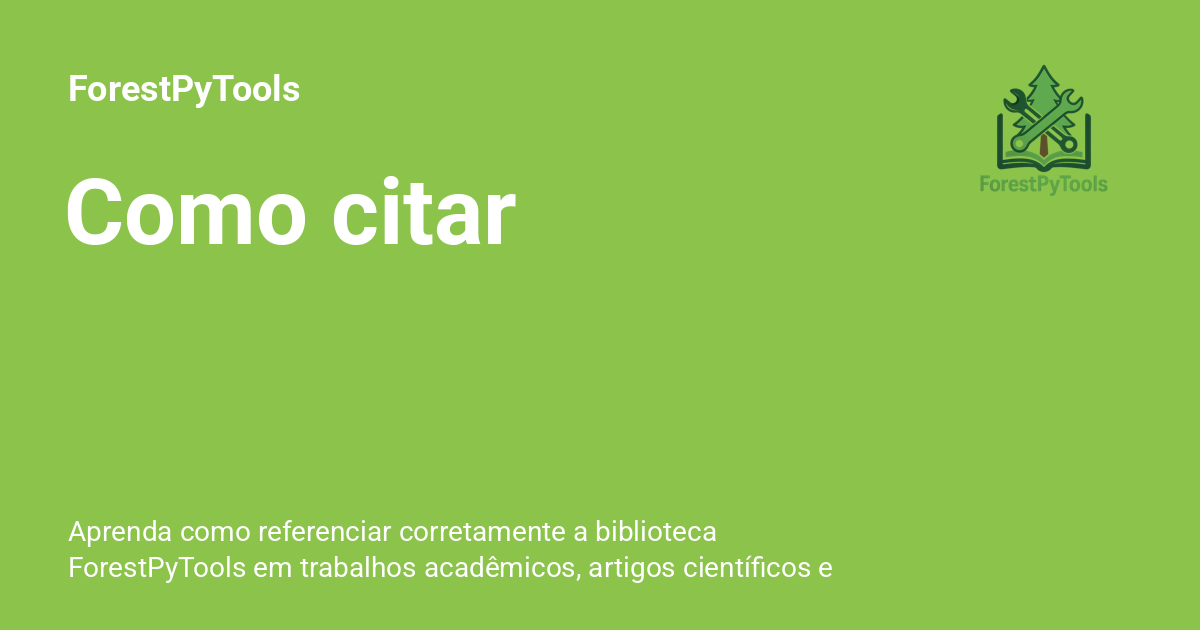 ForestPyTools
ForestPyTools
Como citar
Aprenda como referenciar corretamente a biblioteca
ForestPyTools em trabalhos acadêmicos, artigos científicos e